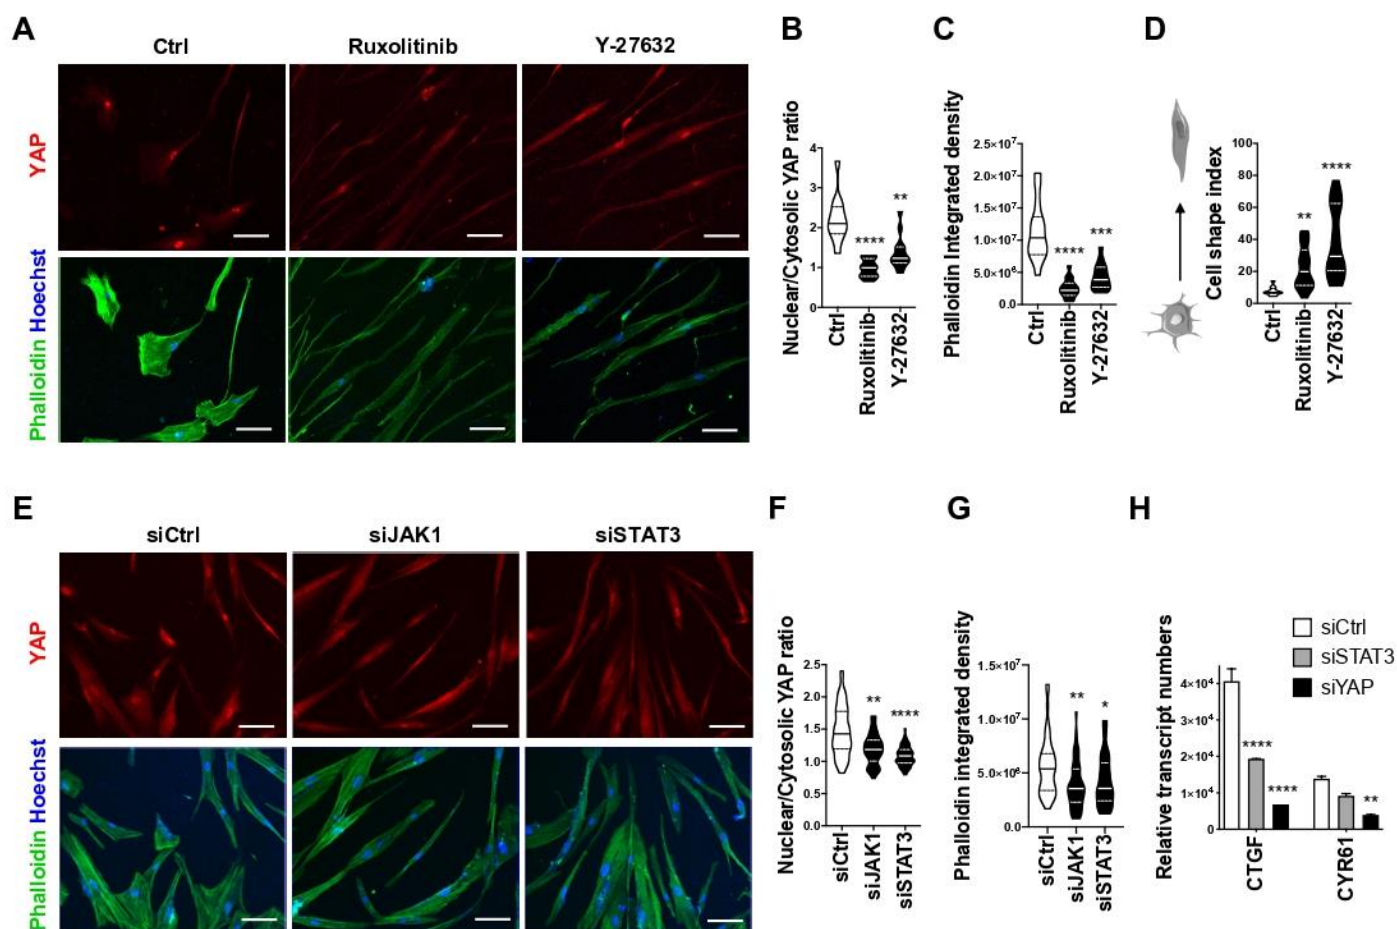 A
Ctrl
Ruxolitinib
Y-27632
YAP
Phalloidin Hoechst
B
Nuclear/Cytosolic YAP ratio
4
3
2
1
0
****
**
Ctrl
Ruxolitinib
Y-27632
C
Phalloidin Integrated density
2.5×10⁷
2.0×10⁷
1.5×10⁷
1.0×10⁷
5.0×10⁶
0.0
****
***
Ctrl
Ruxolitinib
Y-27632
D
Cell shape index
100
80
60
40
20
0
**
****
Ctrl
Ruxolitinib
Y-27632
E
siCtrl
siJAK1
siSTAT3
YAP
Phalloidin Hoechst
F
Nuclear/Cytosolic YAP ratio
2.5
2.0
1.5
1.0
0.5
0.0
**
****
siCtrl
siJAK1
siSTAT3
G
Phalloidin integrated density
1.5×10⁷
1.0×10⁷
5.0×10⁶
0.0
**
*
siCtrl
siJAK1
siSTAT3
H
Relative transcript numbers
siCtrl
siSTAT3
siYAP
4×10⁴
3×10⁴
2×10⁴
1×10⁴
0
****
****
**
CTGF
CYR61